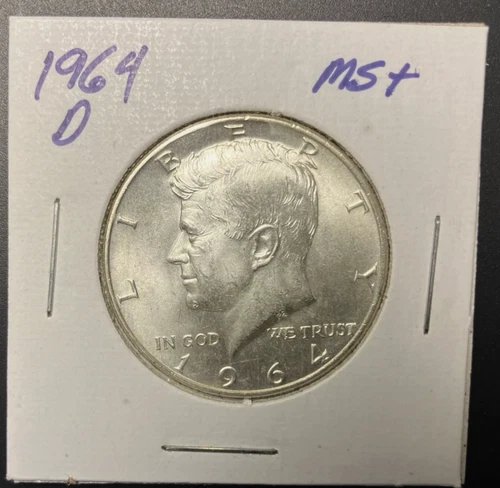 1964 MS+
D
LIBERTY
IN GOD WE TRUST
1964